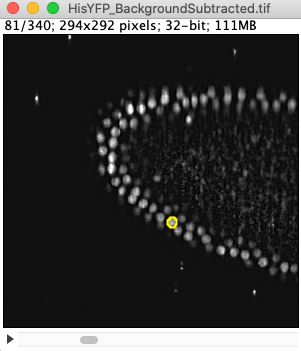 HisYFP_BackgroundSubtracted.tif
81/340; 294x292 pixels; 32-bit; 111MB